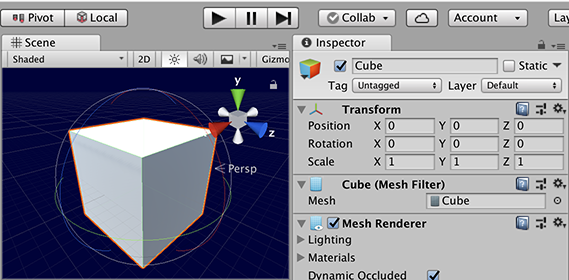 Pivot Local Collab Account Lay
Scene
Shaded 2D Gizmo
y
z
Persp
Inspector
Cube Static
Tag Untagged Layer Default
Transform
Position X 0 Y 0 Z 0
Rotation X 0 Y 0 Z 0
Scale X 1 Y 1 Z 1
Cube (Mesh Filter)
Mesh Cube
Mesh Renderer
Lighting
Materials
Dynamic Occluded